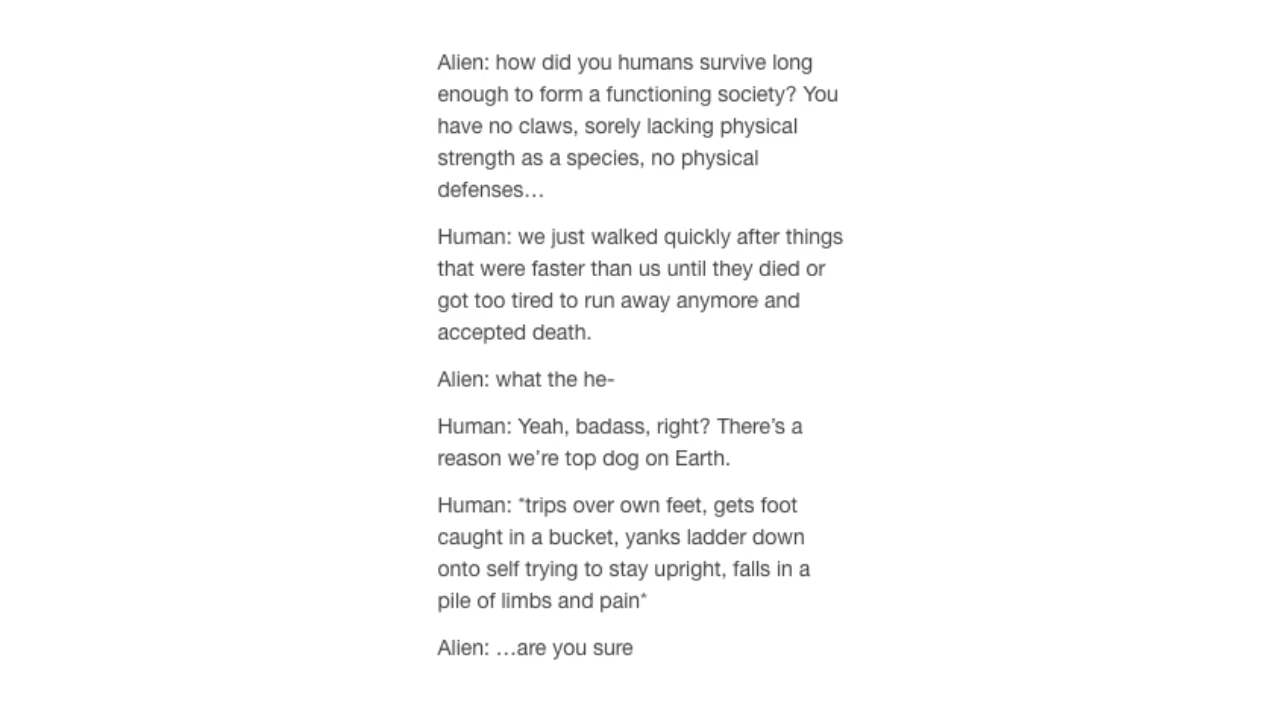 Alien: how did you humans survive long
enough to form a functioning society? You
have no claws, sorely lacking physical
strength as a species, no physical
defenses…
Human: we just walked quickly after things
that were faster than us until they died or
got too tired to run away anymore and
accepted death.
Alien: what the he-
Human: Yeah, badass, right? There’s a
reason we’re top dog on Earth.
Human: *trips over own feet, gets foot
caught in a bucket, yanks ladder down
onto self trying to stay upright, falls in a
pile of limbs and pain*
Alien: …are you sure